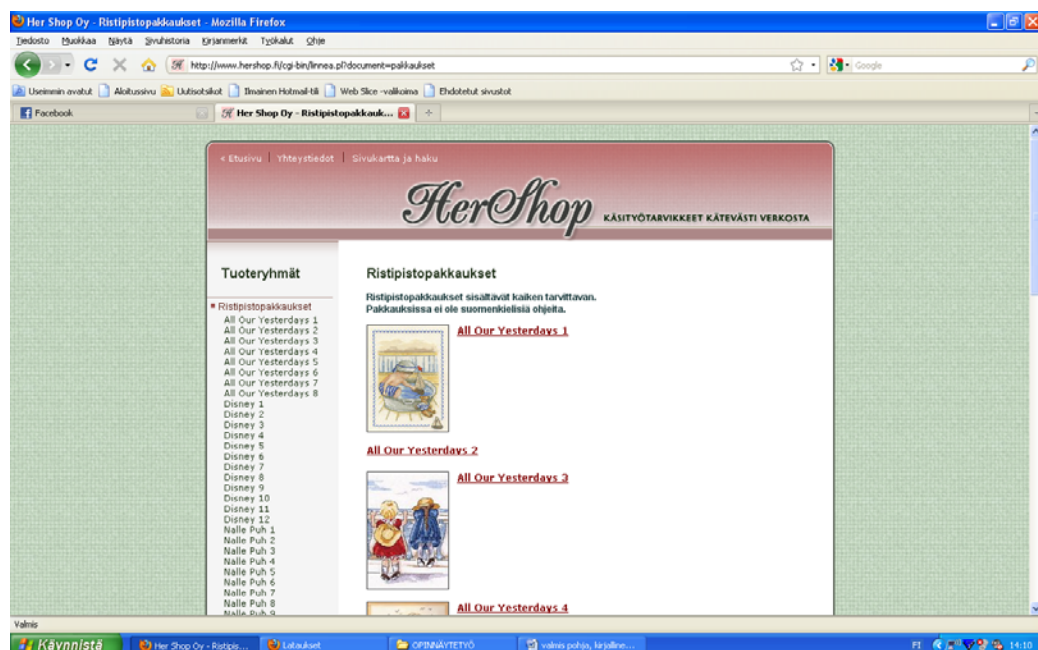 Her Shop Oy - Ristipistopakkaukset - Mozilla Firefox
Tiedosto Muokkaa Näytä Sivuhistoria Kirjanmerkit Työkalut Ohje
http://www.hershop.fi/cgi-bin/linnea.pl?document=pakkaukset
Google
Useimmin avatut Aloitussivu Uutisotsikot Ilmainen Hotmail-tili Web Slice -valikoima Ehdotetut sivustot
Facebook
Her Shop Oy - Ristipistopakkauk...
« Etusivu | Yhteystiedot | Sivukartta ja haku
HerShop KÄSITYÖTARVIKKEET KÄTEVÄSTI VERKOSTA
Tuoteryhmät
Ristipistopakkaukset
All Our Yesterdays 1
All Our Yesterdays 2
All Our Yesterdays 3
All Our Yesterdays 4
All Our Yesterdays 5
All Our Yesterdays 6
All Our Yesterdays 7
All Our Yesterdays 8
Disney 1
Disney 2
Disney 3
Disney 4
Disney 5
Disney 6
Disney 7
Disney 8
Disney 9
Disney 10
Disney 11
Disney 12
Nalle Puh 1
Nalle Puh 2
Nalle Puh 3
Nalle Puh 4
Nalle Puh 5
Nalle Puh 6
Nalle Puh 7
Nalle Puh 8
Nalle Puh 9
Ristipistopakkaukset
Ristipistopakkaukset sisältävät kaiken tarvittavan.
Pakkauksissa ei ole suomenkielisiä ohjeita.
All Our Yesterdays 1
All Our Yesterdays 2
All Our Yesterdays 3
All Our Yesterdays 4
Valmis
Käynnistä
Her Shop Oy - Ristipis...
Lataukset
OPINNÄYTETYÖ
valmis pohja, kirjalline...
FI
14:10